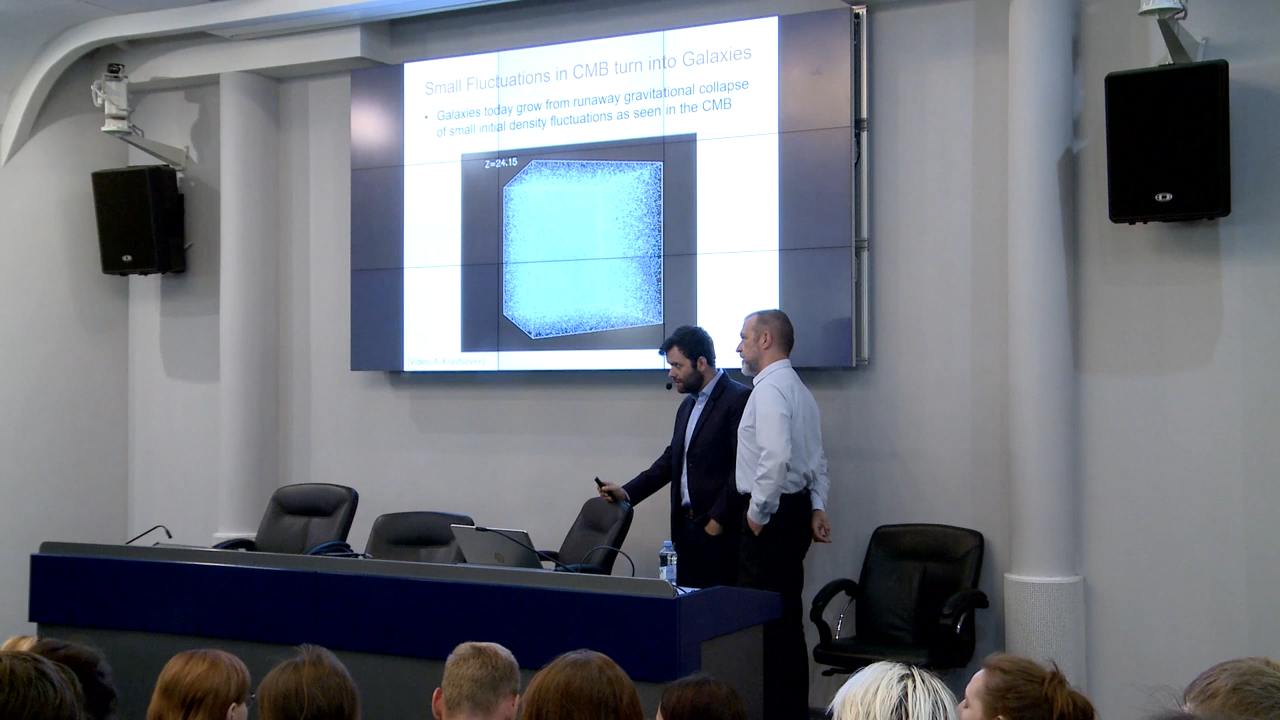 Small Fluctuations in CMB turn into Galaxies
• Galaxies today grow from runaway gravitational collapse
of small initial density fluctuations as seen in the CMB
Z=24.15